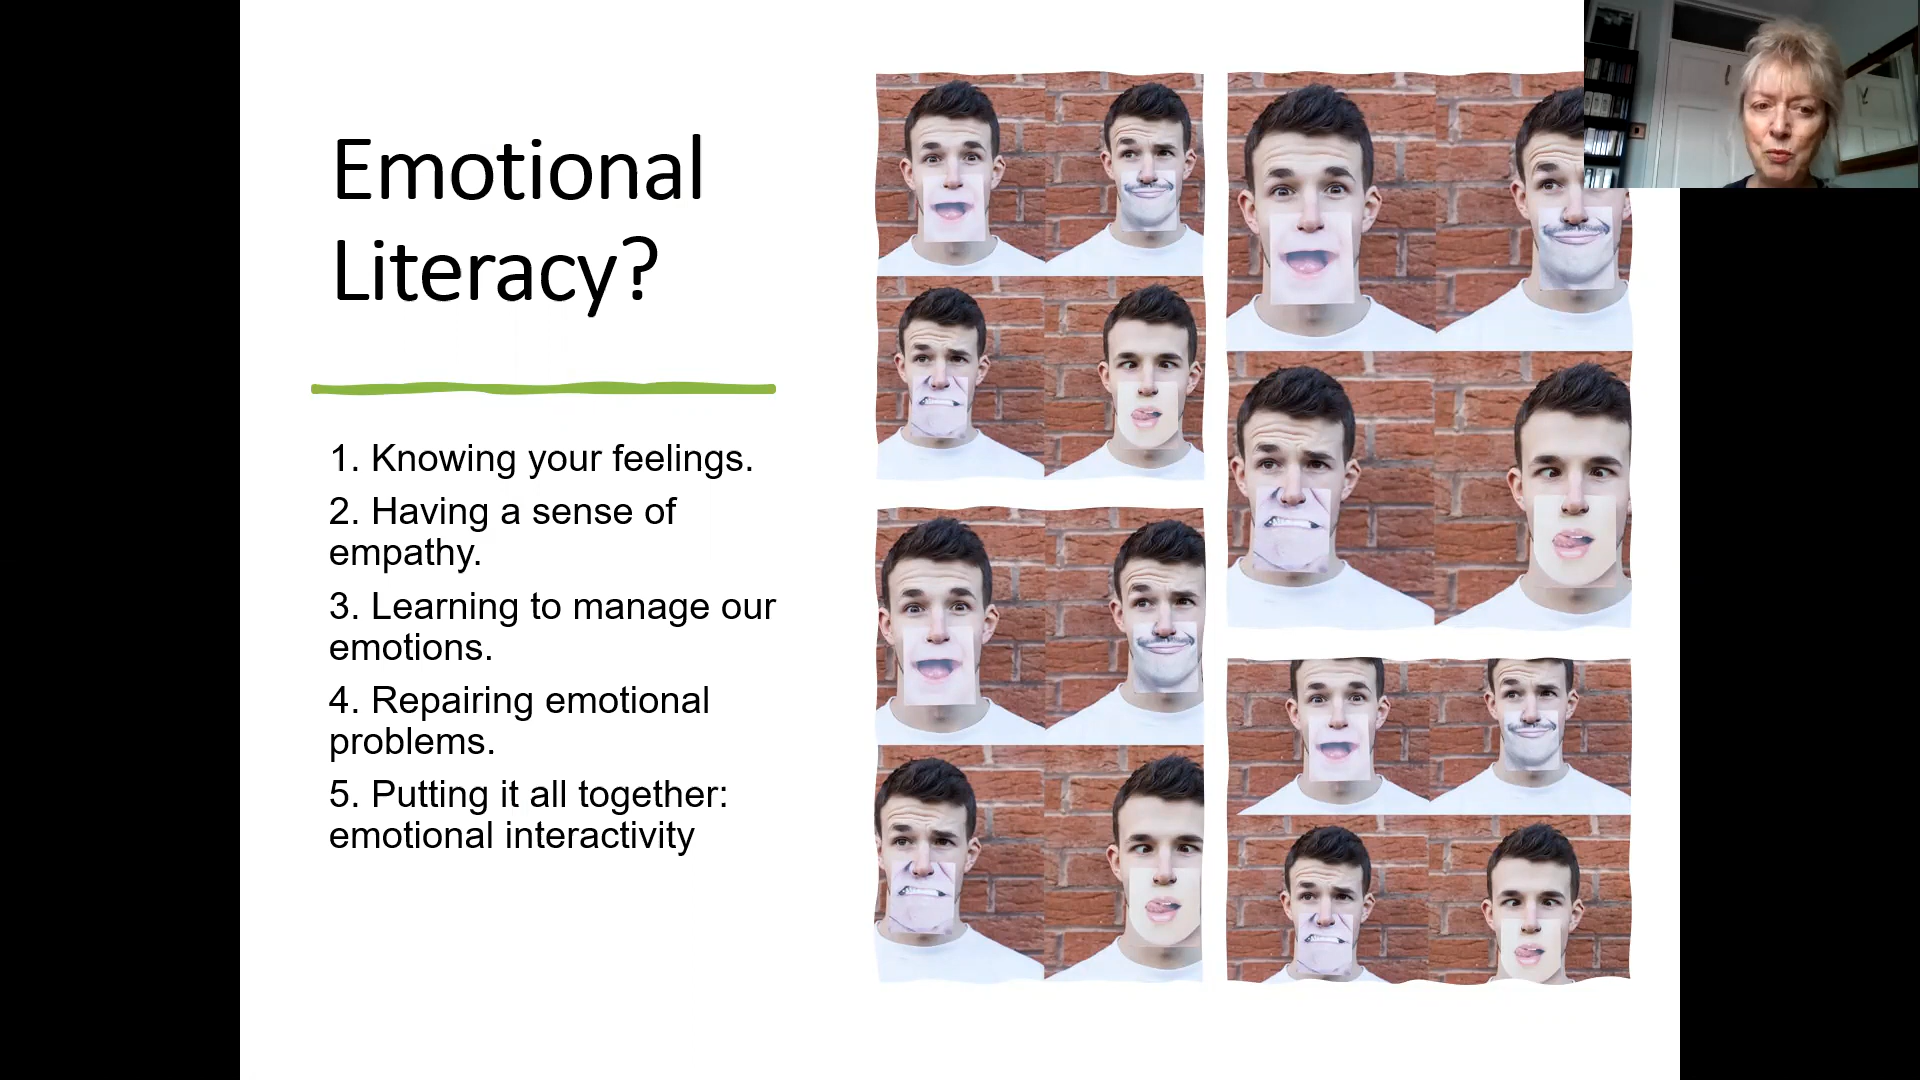 Emotional
Literacy?
1. Knowing your feelings.
2. Having a sense of
empathy.
3. Learning to manage our
emotions.
4. Repairing emotional
problems.
5. Putting it all together:
emotional interactivity